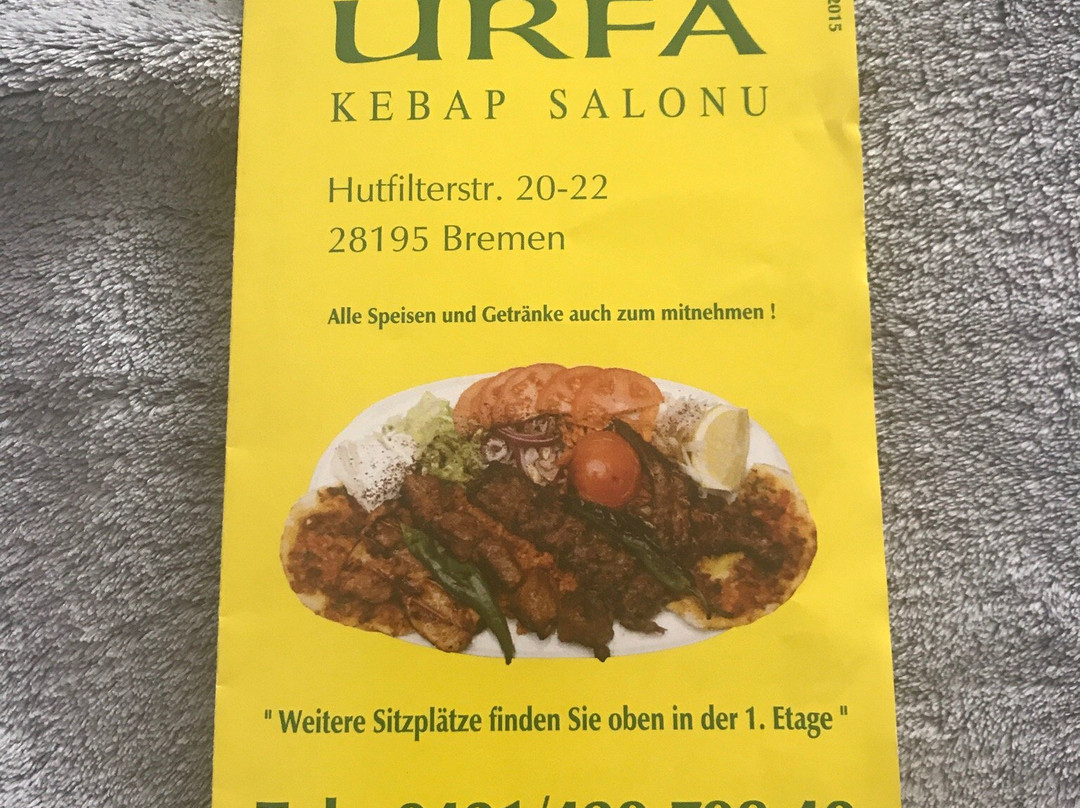 URFA
2015
KEBAP SALONU
Hutfilterstr. 20-22
28195 Bremen
Alle Speisen und Getränke auch zum mitnehmen !
" Weitere Sitzplätze finden Sie oben in der 1. Etage "